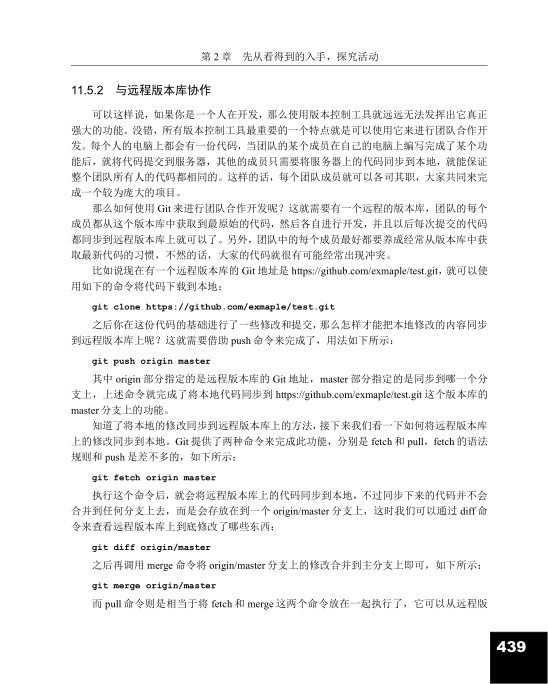 第 2 章 先从看得到的入手，探究活动
11.5.2 与远程版本库协作
可以这样说，如果你是一个人在开发，那么使用版本控制工具就远远无法发挥出它真正
强大的功能。没错，所有版本控制工具最重要的一个特点就是可以使用它来进行团队合作开
发。每个人的电脑上都会有一份代码，当团队的某个成员在自己的电脑上编写完成了某个功
能后，就将代码提交到服务器，其他的成员只需要将服务器上的代码同步到本地，就能保证
整个团队所有人的代码都相同的。这样的话，每个团队成员就可以各司其职，大家共同来完
成一个较为庞大的项目。
那么如何使用 Git 来进行团队合作开发呢？这就需要有一个远程的版本库，团队的每个
成员都从这个版本库中获取到最原始的代码，然后各自进行开发，并且以后每次提交的代码
都同步到远程版本库上就可以了。另外，团队中的每个成员最好都要养成经常从版本库中获
取最新代码的习惯，不然的话，大家的代码就很有可能经常出现冲突。
比如说现在有一个远程版本库的 Git 地址是 https://github.com/exmaple/test.git，就可以使
用如下的命令将代码下载到本地：
git clone https://github.com/exmaple/test.git
之后你在这份代码的基础进行了一些修改和提交，那么怎样才能把本地修改的内容同步
到远程版本库上呢？这就需要借助 push 命令来完成了，用法如下所示：
git push origin master
其中 origin 部分指定的是远程版本库的 Git 地址，master 部分指定的是同步到哪一个分
支上，上述命令就完成了将本地代码同步到 https://github.com/exmaple/test.git 这个版本库的
master 分支上的功能。
知道了将本地的修改同步到远程版本库上的方法，接下来我们看一下如何将远程版本库
上的修改同步到本地。Git 提供了两种命令来完成此功能，分别是 fetch 和 pull，fetch 的语法
规则和 push 是差不多的，如下所示：
git fetch origin master
执行这个命令后，就会将远程版本库上的代码同步到本地，不过同步下来的代码并不会
合并到任何分支上去，而是会存放在到一个 origin/master 分支上，这时我们可以通过 diff 命
令来查看远程版本库上到底修改了哪些东西：
git diff origin/master
之后再调用 merge 命令将 origin/master 分支上的修改合并到主分支上即可，如下所示：
git merge origin/master
而 pull 命令则是相当于将 fetch 和 merge 这两个命令放在一起执行了，它可以从远程版
439